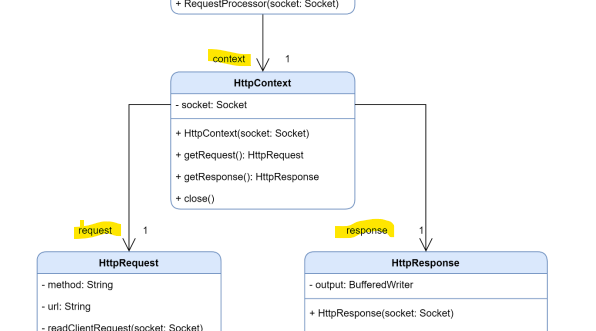 + RequestProcessor(socket: Socket)
context 1
HttpContext
- socket: Socket
+ HttpContext(socket: Socket)
+ getRequest(): HttpRequest
+ getResponse(): HttpResponse
+ close()
request 1
response 1
HttpRequest
- method: String
- url: String
- readClientRequest(socket: Socket)
HttpResponse
- output: BufferedWriter
+ HttpResponse(socket: Socket)